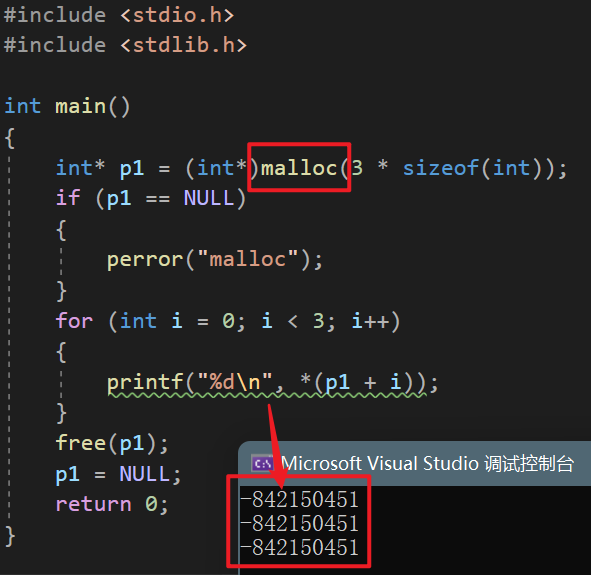 #include <stdio.h>
#include <stdlib.h>
int main()
{
int* p1 = (int*)malloc(3 * sizeof(int));
if (p1 == NULL)
{
perror("malloc");
}
for (int i = 0; i < 3; i++)
{
printf("%d\n", *(p1 + i));
}
free(p1);
p1 = NULL;
return 0;
}
C:\ Microsoft Visual Studio 调试控制台
-842150451
-842150451
-842150451